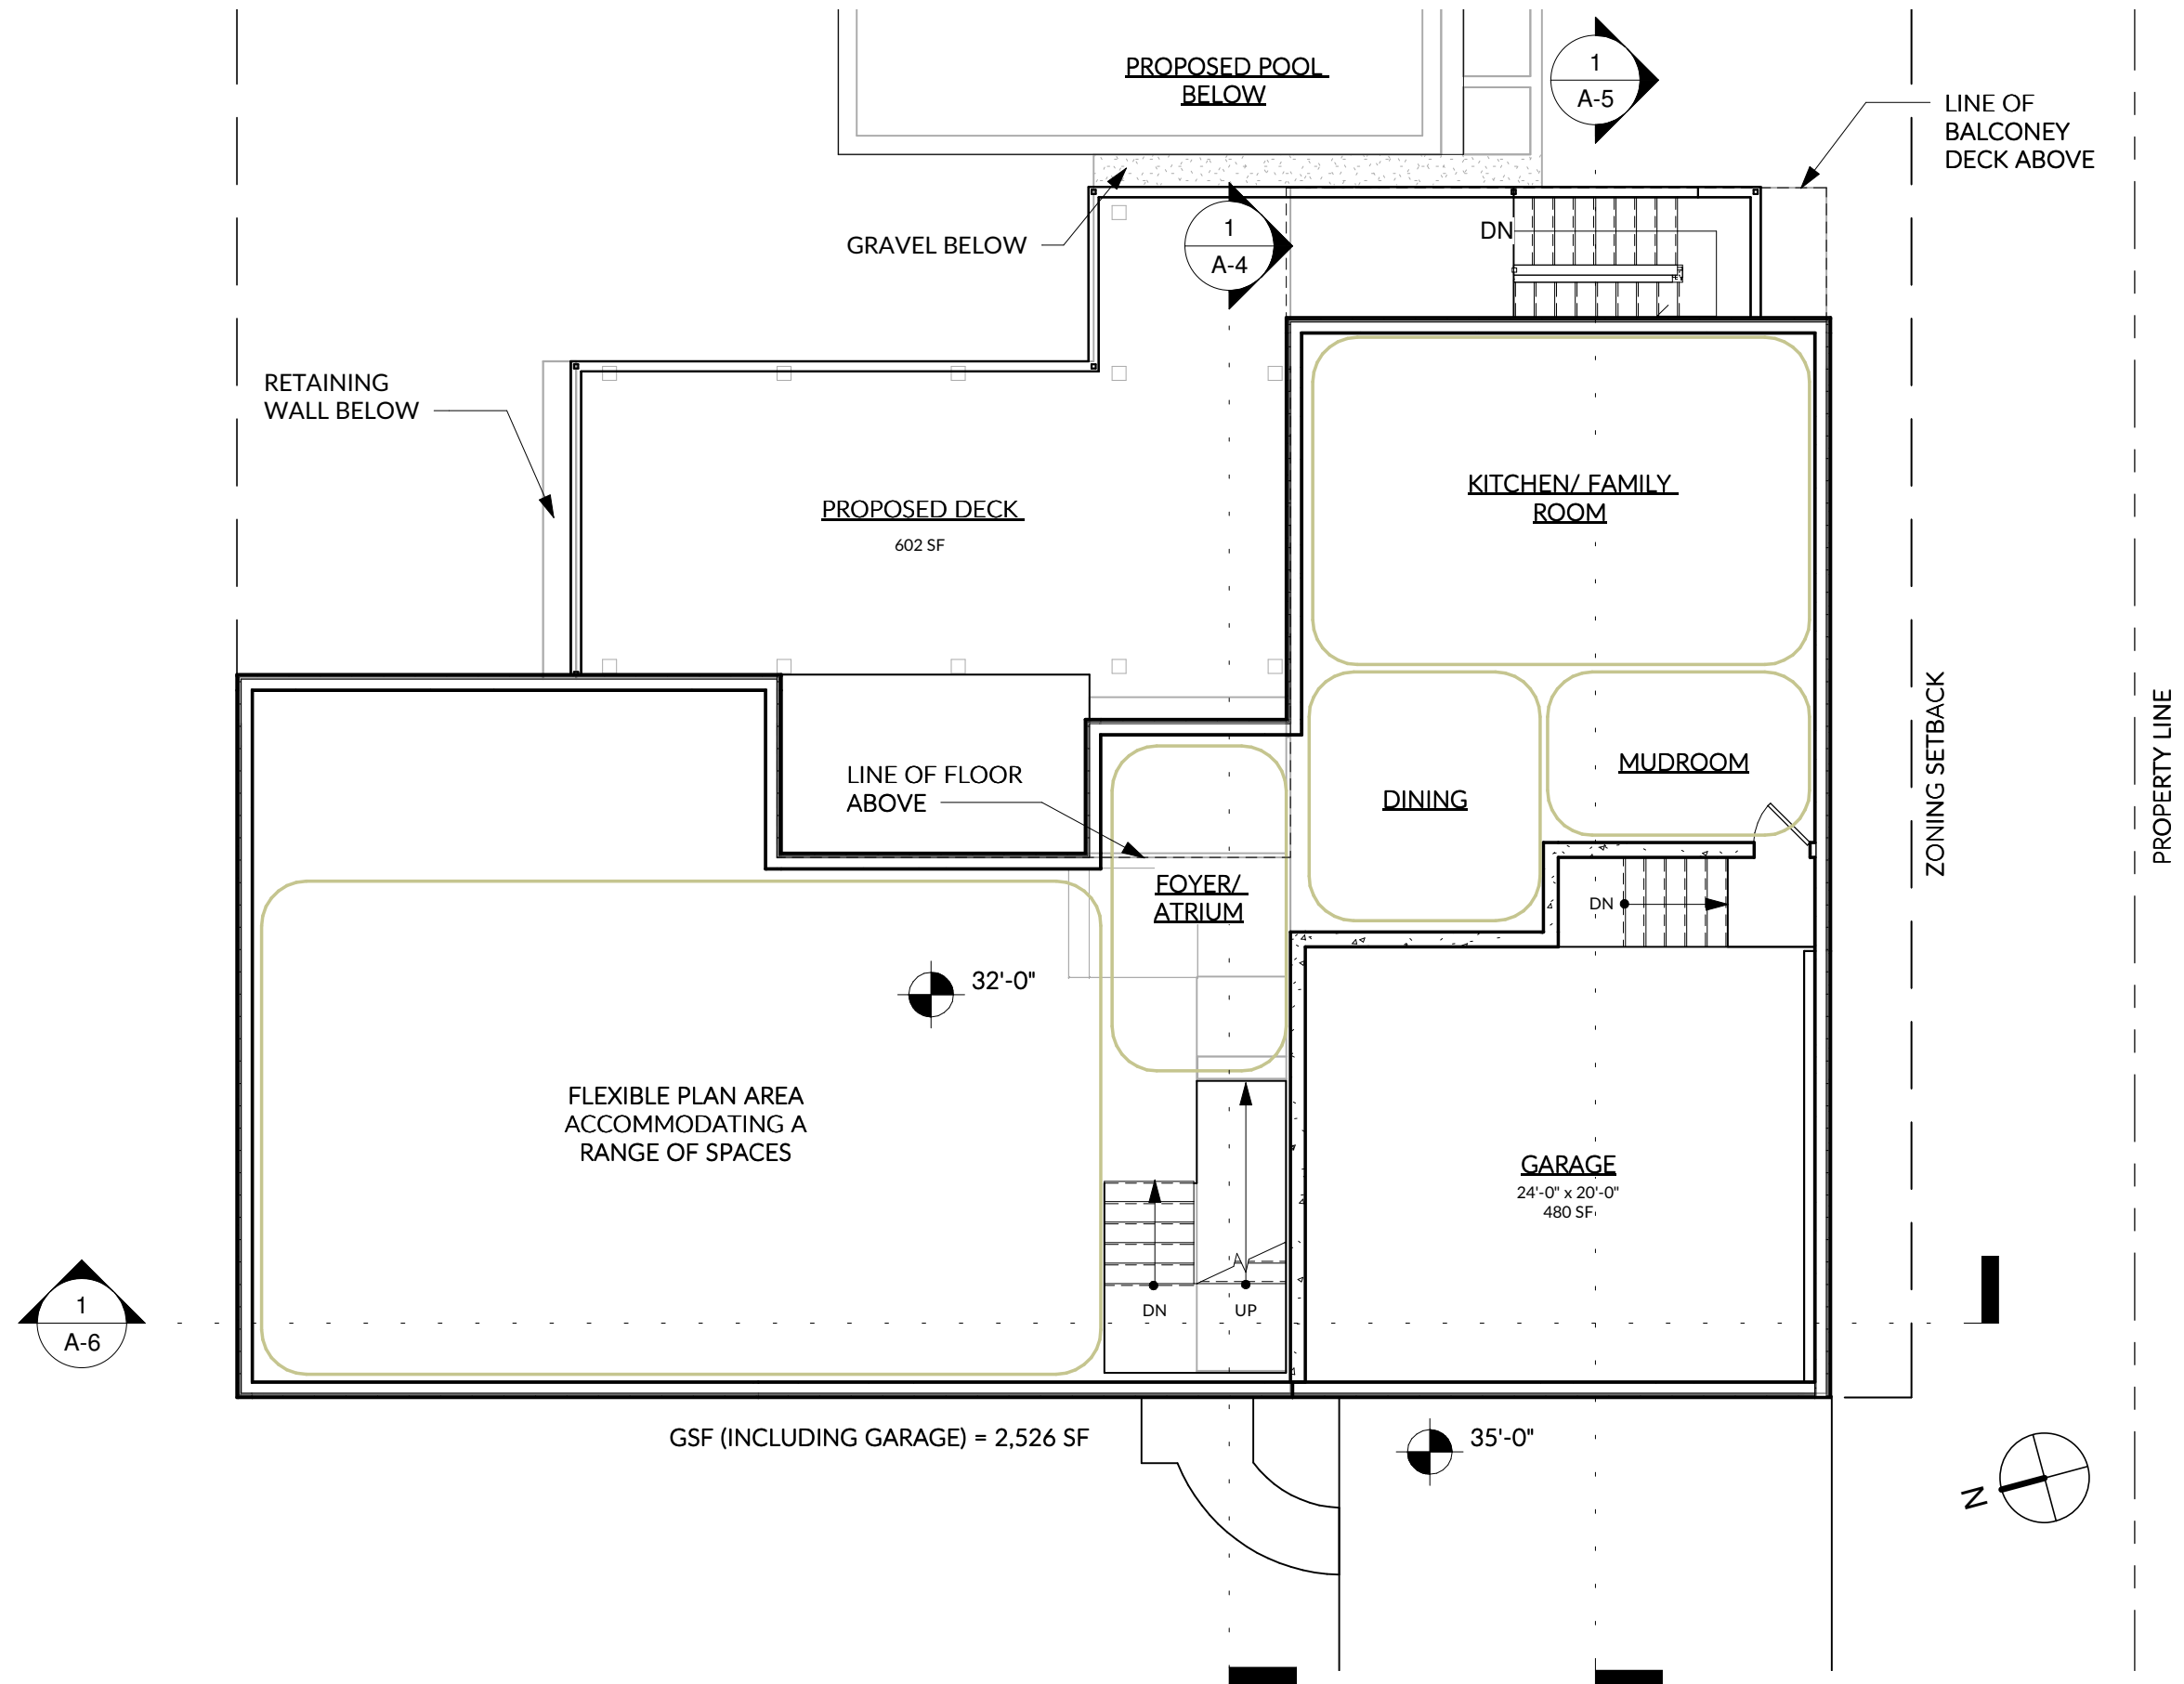 PROPOSED POOL
BELOW
1
A-5
LINE OF
BALCONEY
DECK ABOVE
GRAVEL BELOW
1
A-4
DN
RETAINING
WALL BELOW
PROPOSED DECK
602 SF
KITCHEN/ FAMILY
ROOM
ZONING SETBACK
PROPERTY LINE
LINE OF FLOOR
ABOVE
MUDROOM
DINING
FOYER/
ATRIUM
DN
32'-0"
FLEXIBLE PLAN AREA
ACCOMMODATING A
RANGE OF SPACES
GARAGE
24'-0" x 20'-0"
480 SF
1
A-6
DN
UP
GSF (INCLUDING GARAGE) = 2,526 SF
35'-0"
N